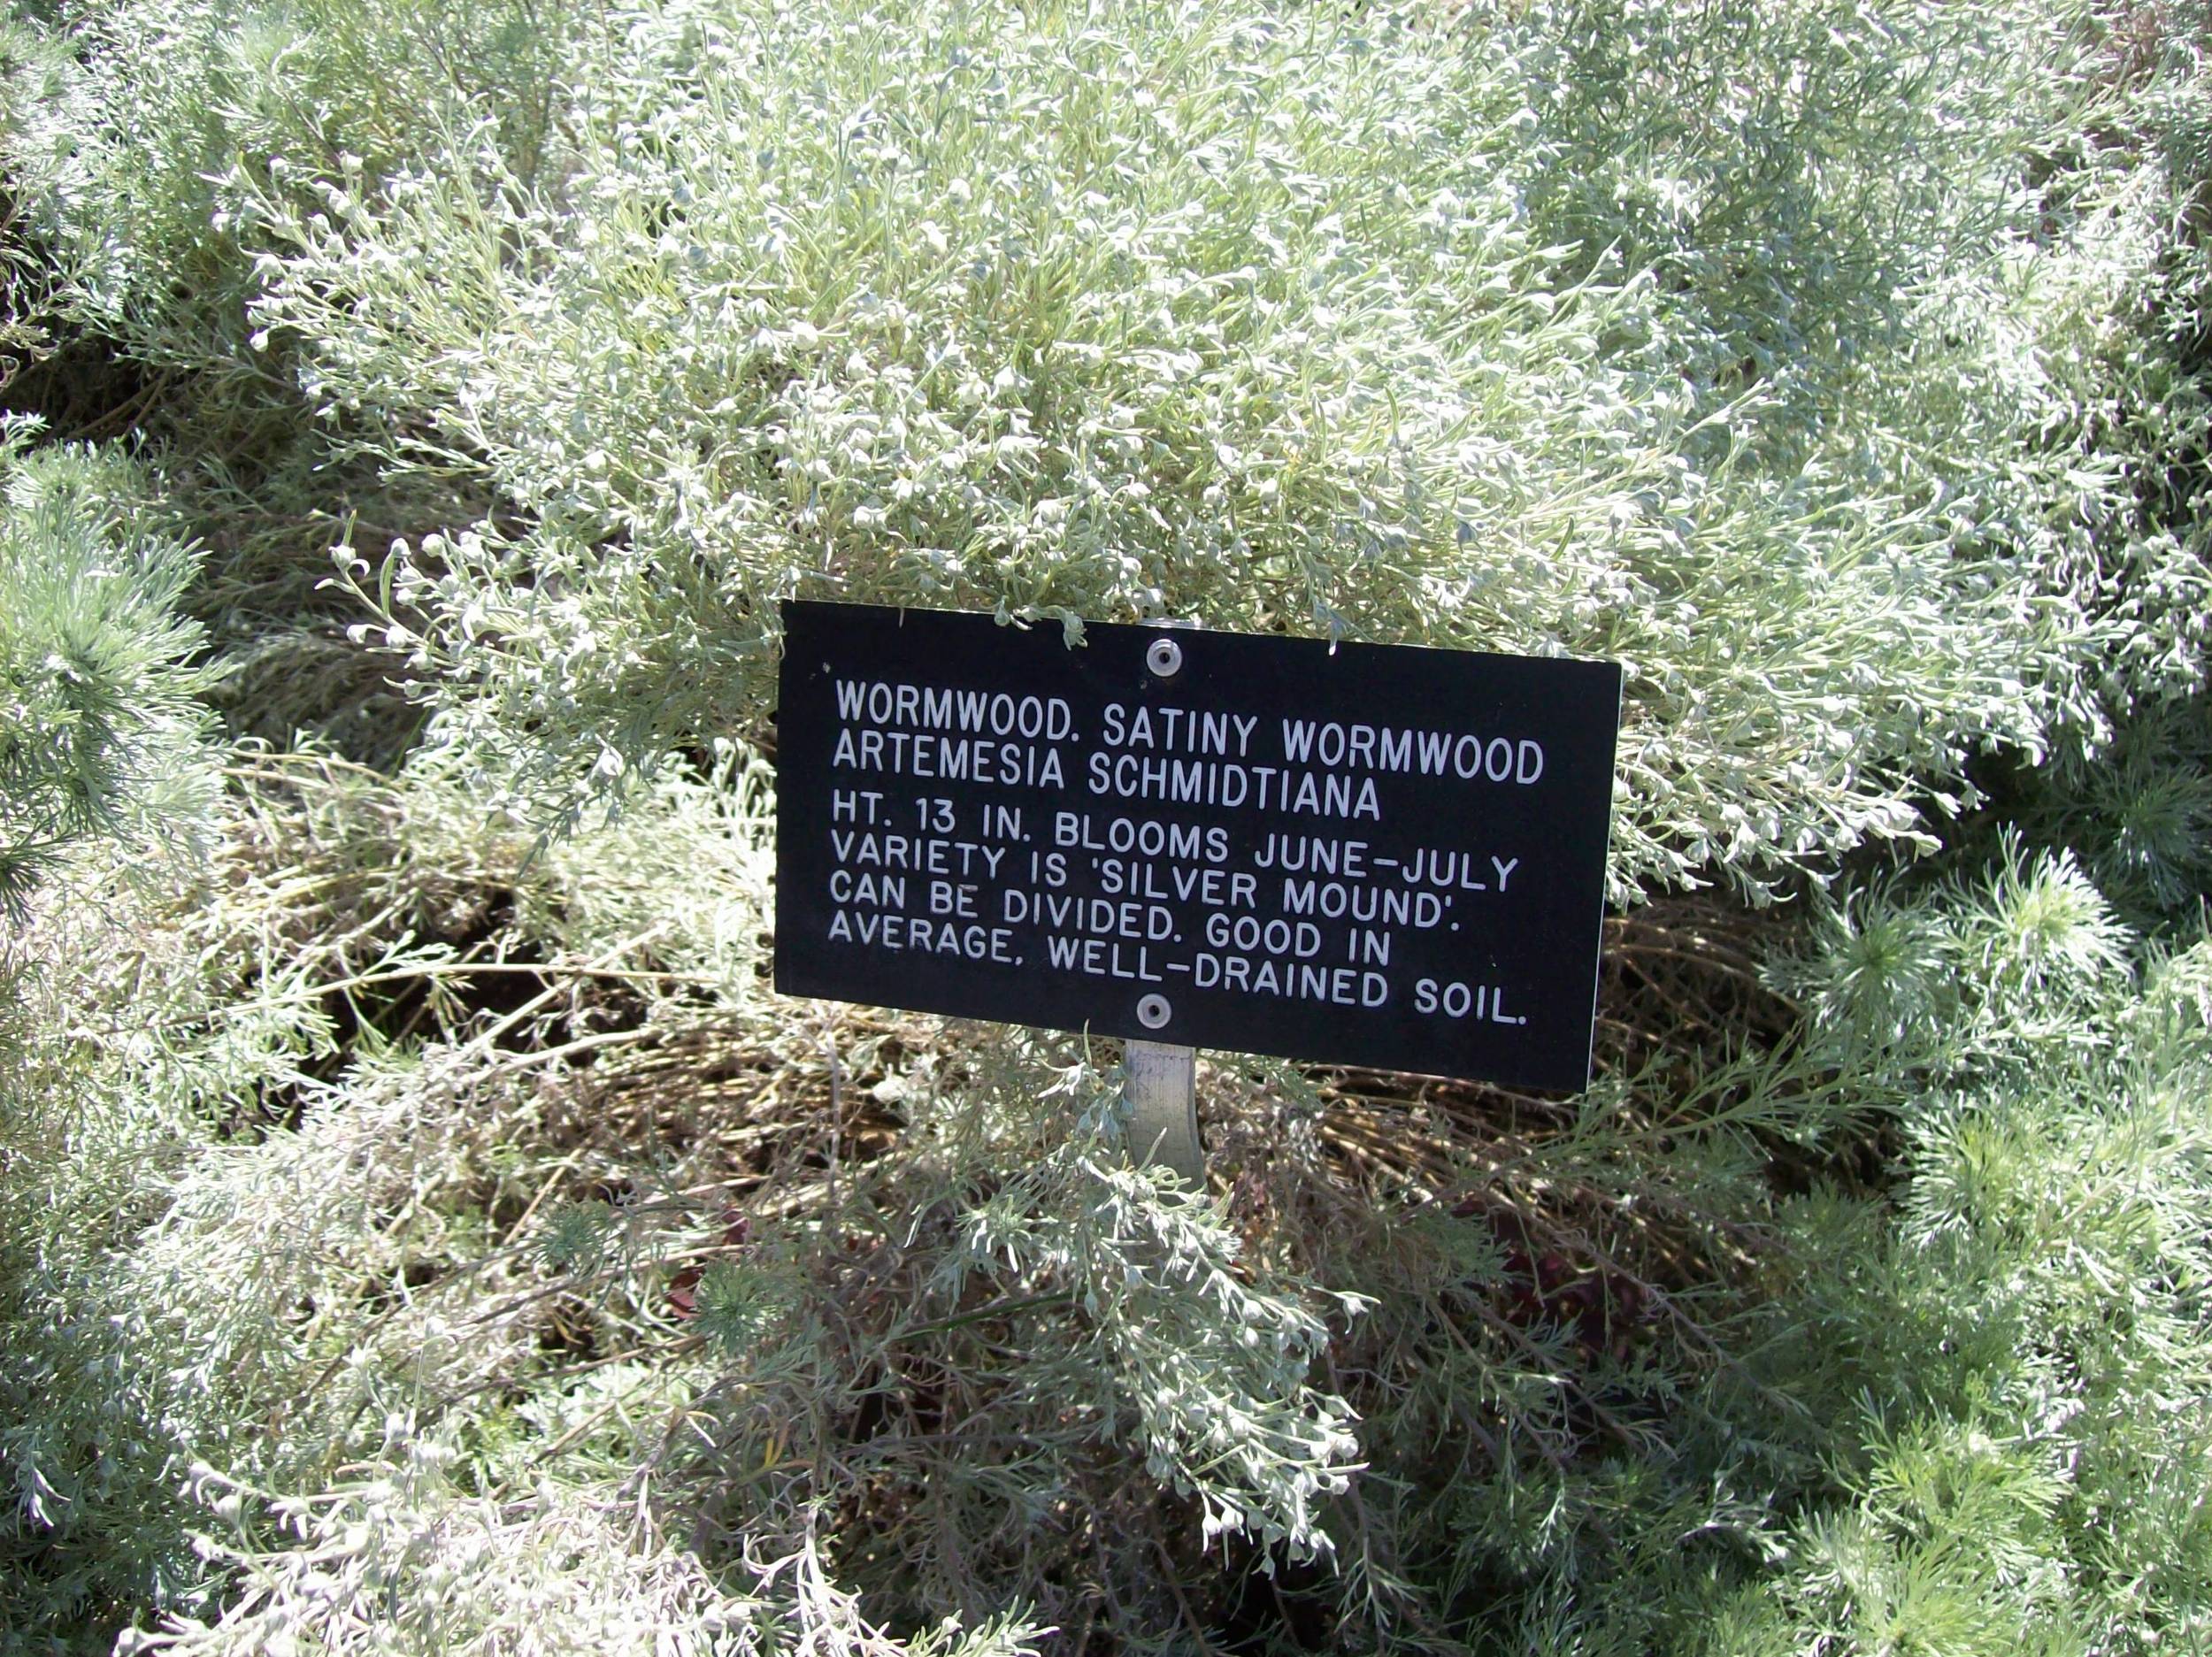 WORMWOOD. SATINY WORMWOOD
ARTEMESIA SCHMIDTIANA
HT. 13 IN. BLOOMS JUNE-JULY
VARIETY IS 'SILVER MOUND'.
CAN BE DIVIDED. GOOD IN
AVERAGE, WELL-DRAINED SOIL.